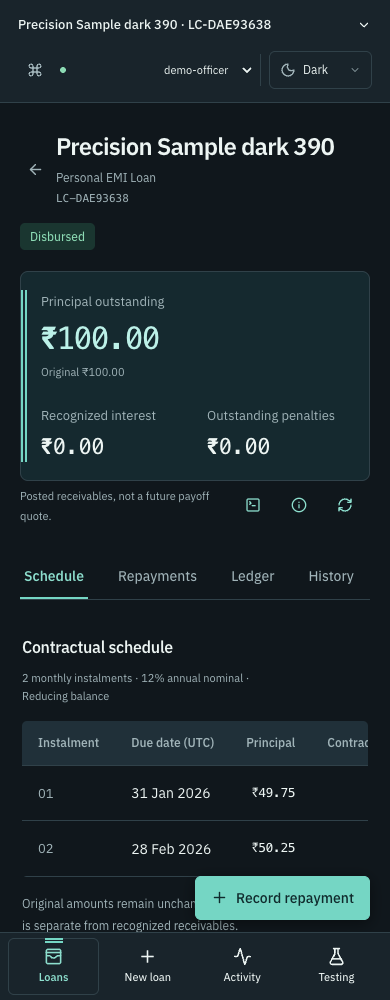 Precision Sample dark 390 · LC-DAE93638
demo-officer
Dark
Precision Sample dark 390
Personal EMI Loan
LC-DAE93638
Disbursed
Principal outstanding
₹100.00
Original ₹100.00
Recognized interest Outstanding penalties
₹0.00 ₹0.00
Posted receivables, not a future payoff
quote.
Schedule Repayments Ledger History
Contractual schedule
2 monthly instalments · 12% annual nominal ·
Reducing balance
Instalment Due date (UTC) Principal
01 31 Jan 2026 ₹49.75
02 28 Feb 2026 ₹50.25
Original amounts remain
Record repayment
is separate from recognized receivables.
Loans New loan Activity Testing